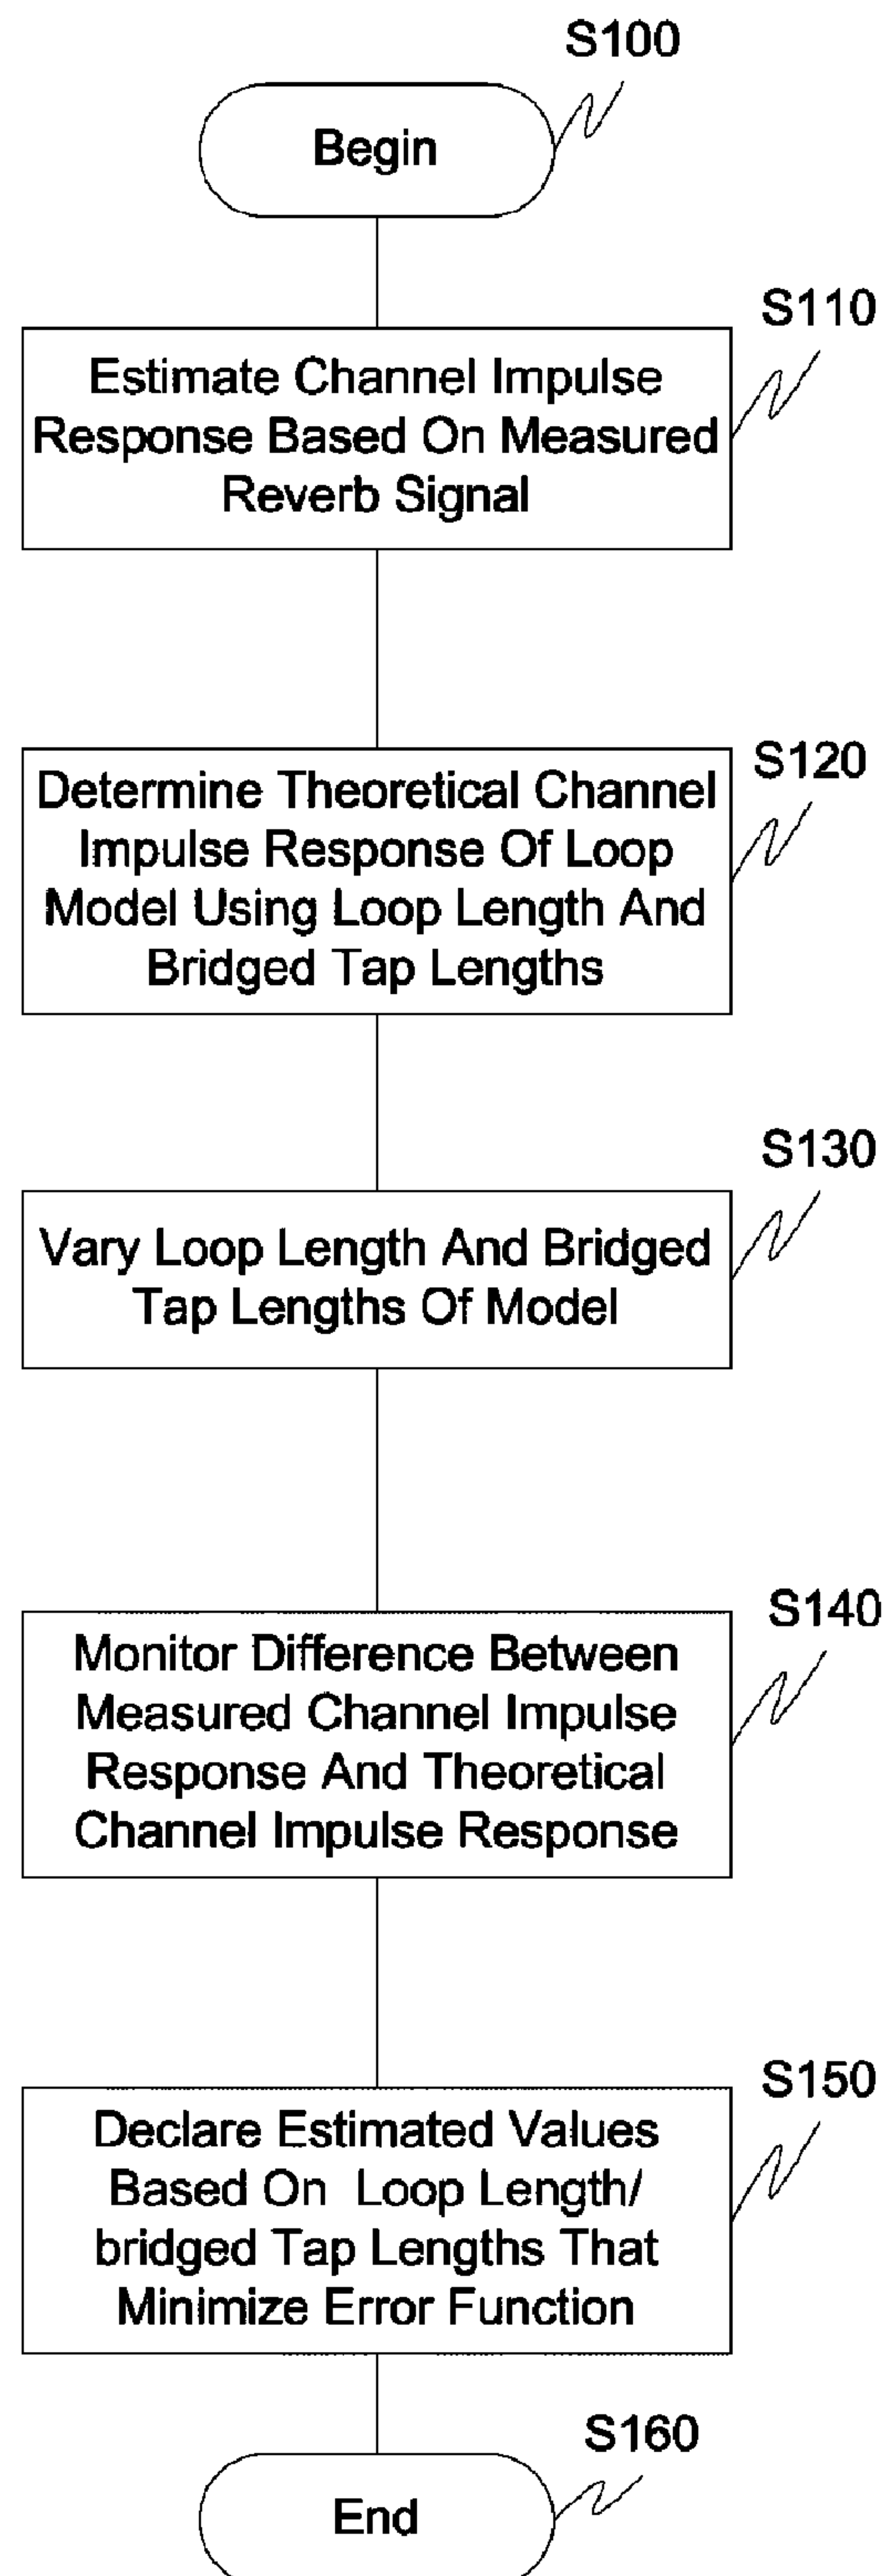 S100
Begin
S110
Estimate Channel Impulse
Response Based On Measured
Reverb Signal
S120
Determine Theoretical Channel
Impulse Response Of Loop
Model Using Loop Length And
Bridged Tap Lengths
S130
Vary Loop Length And Bridged
Tap Lengths Of Model
S140
Monitor Difference Between
Measured Channel Impulse
Response And Theoretical
Channel Impulse Response
S150
Declare Estimated Values
Based On Loop Length/
bridged Tap Lengths That
Minimize Error Function
S160
End